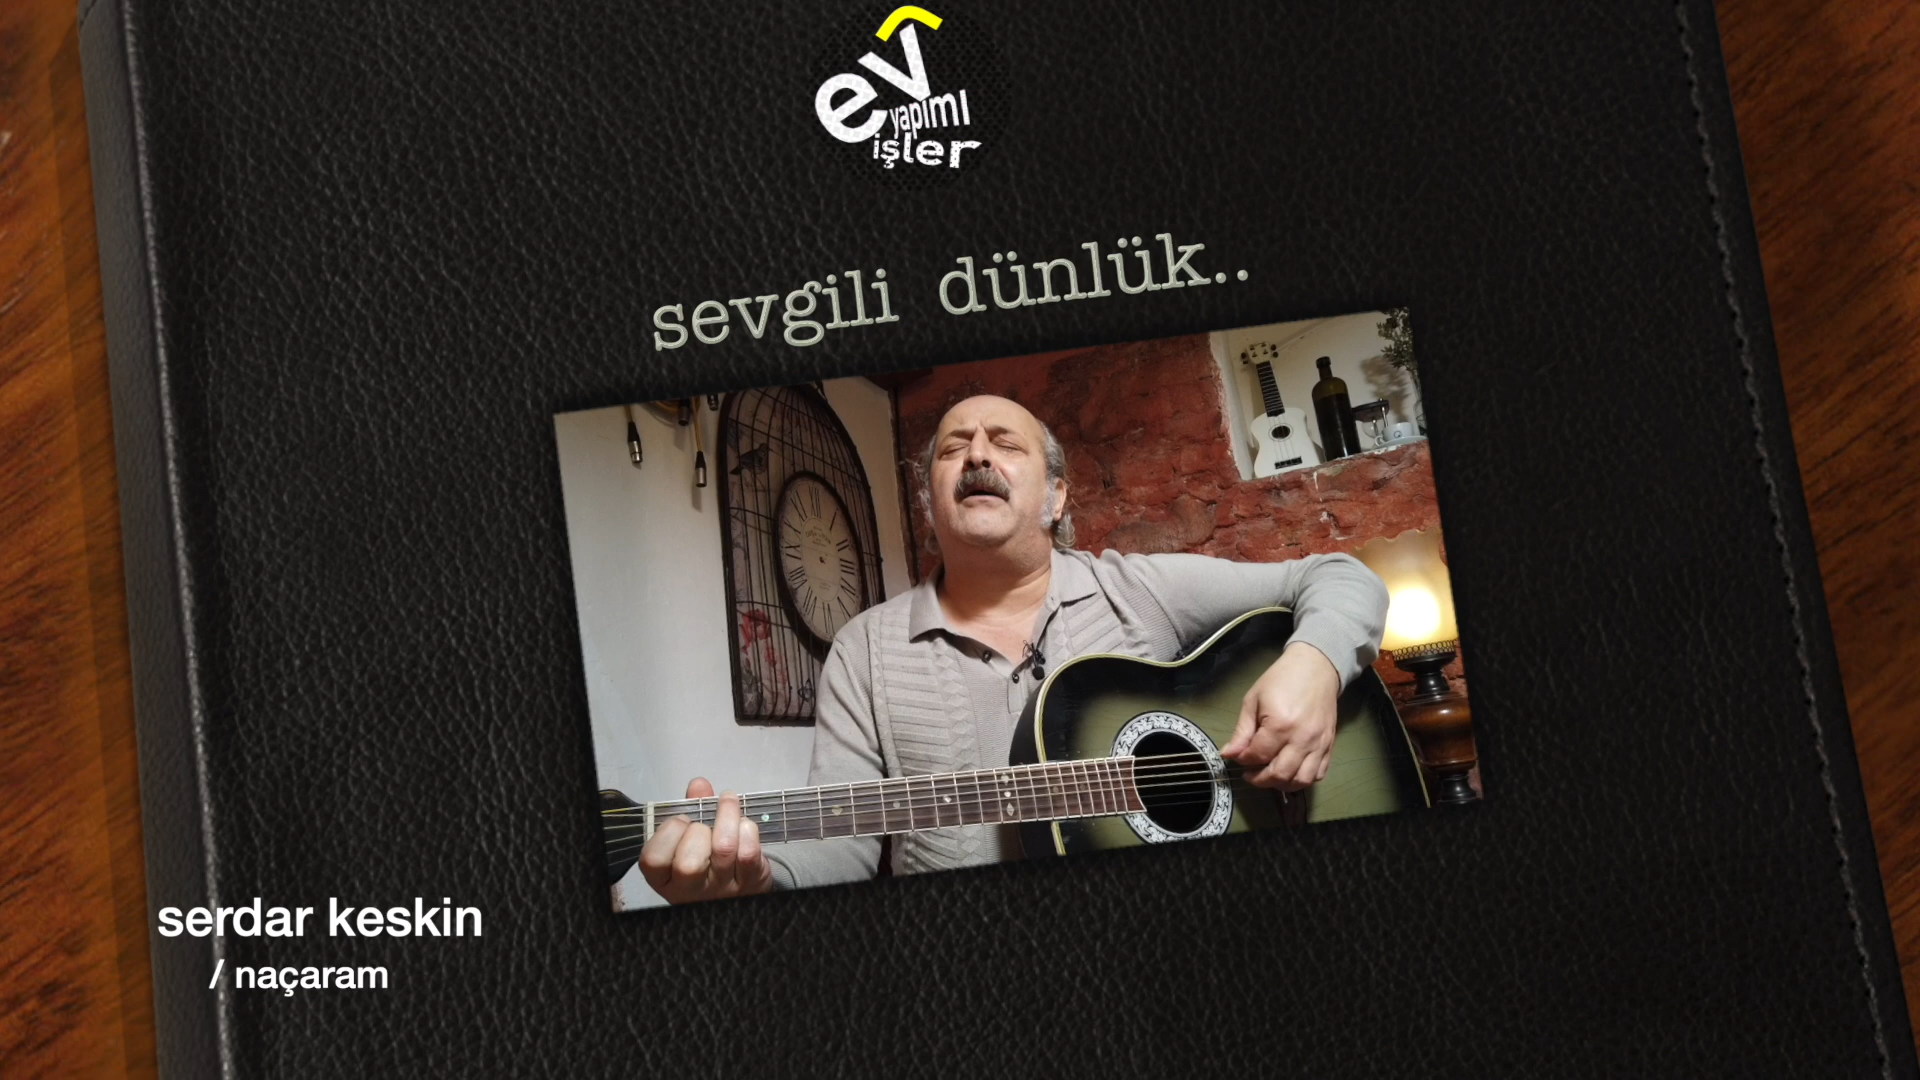 ev
yapımı
işler
sevgili dünlük..
serdar keskin
/ naçaram